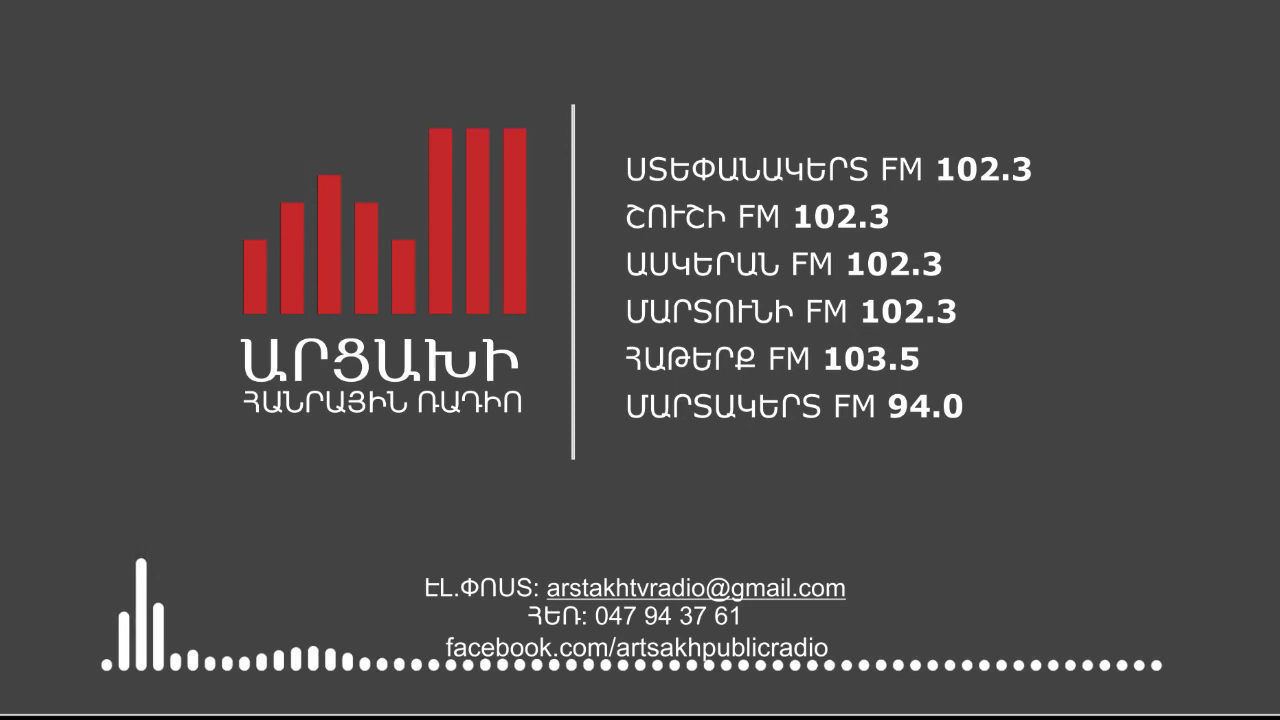 ԱՐՑԱԽԻ
ՀԱՆՐԱՅԻՆ ՌԱԴԻՈ
ՍՏԵՓԱՆԱԿԵՐՏ FM 102.3
ՇՈՒՇԻ FM 102.3
ԱՍԿԵՐԱՆ FM 102.3
ՄԱՐՏՈՒՆԻ FM 102.3
ՀԱԹԵՐՔ FM 103.5
ՄԱՐՏԱԿԵՐՏ FM 94.0
ԷԼ.ՓՈՍՏ: arstakhtvradio@gmail.com
ՀԵՌ: 047 94 37 61
facebook.com/artsakhpublicradio